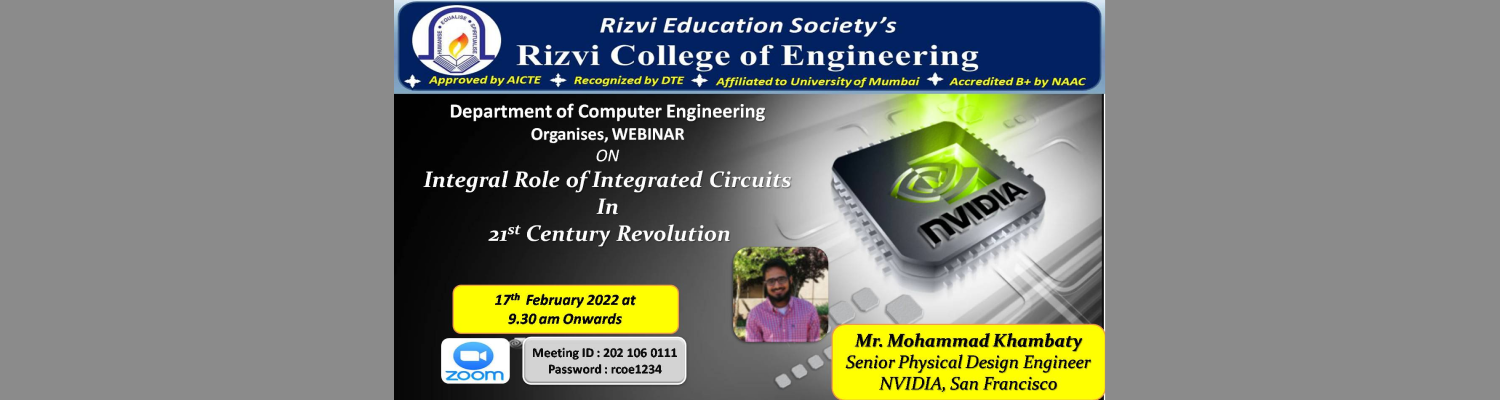 Rizvi Education Society's
Rizvi College of Engineering
HUMANISE ★ EQUALISE ★ SPIRITUALISE
Approved by AICTE Recognized by DTE Affiliated to University of Mumbai Accredited B+ by NAAC
Department of Computer Engineering
Organises, WEBINAR
ON
Integral Role of Integrated Circuits
In
21st Century Revolution
NVIDIA
17th February 2022 at
9.30 am Onwards
zoom
Meeting ID : 202 106 0111
Password : rcoe1234
Mr. Mohammad Khambaty
Senior Physical Design Engineer
NVIDIA, San Francisco